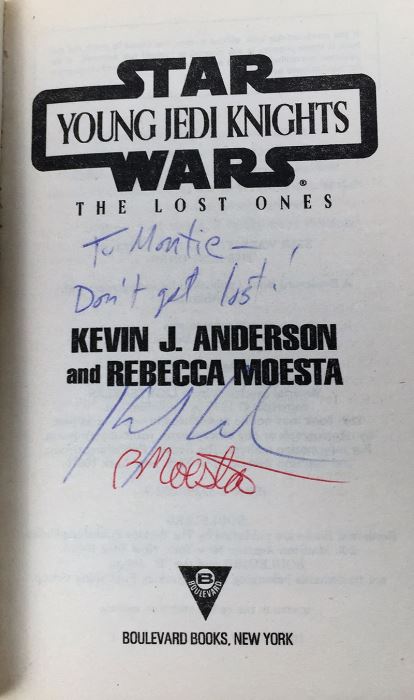 STAR
YOUNG JEDI KNIGHTS
WARS®
THE LOST ONES
To Montie —
Don't get lost!
KEVIN J. ANDERSON
and REBECCA MOESTA
B Moesta
B
BOULEVARD
BOULEVARD BOOKS, NEW YORK